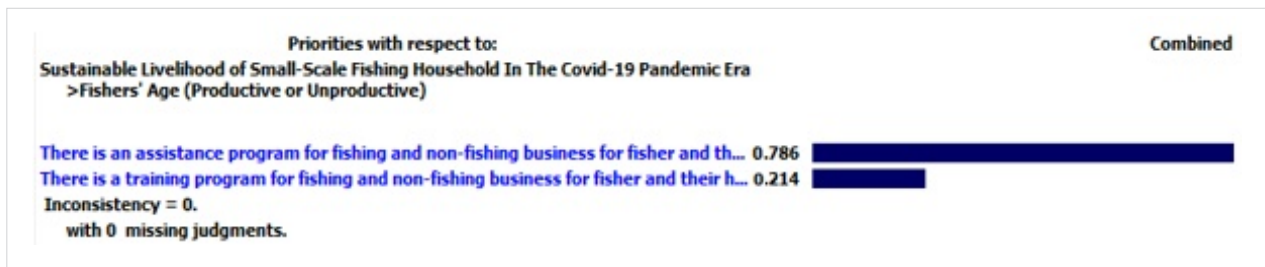 Priorities with respect to: Combined
Sustainable Livelihood of Small-Scale Fishing Household In The Covid-19 Pandemic Era
>Fishers' Age (Productive or Unproductive)
There is an assistance program for fishing and non-fishing business for fisher and th... 0.786
There is a training program for fishing and non-fishing business for fisher and their h... 0.214
Inconsistency = 0.
with 0 missing judgments.